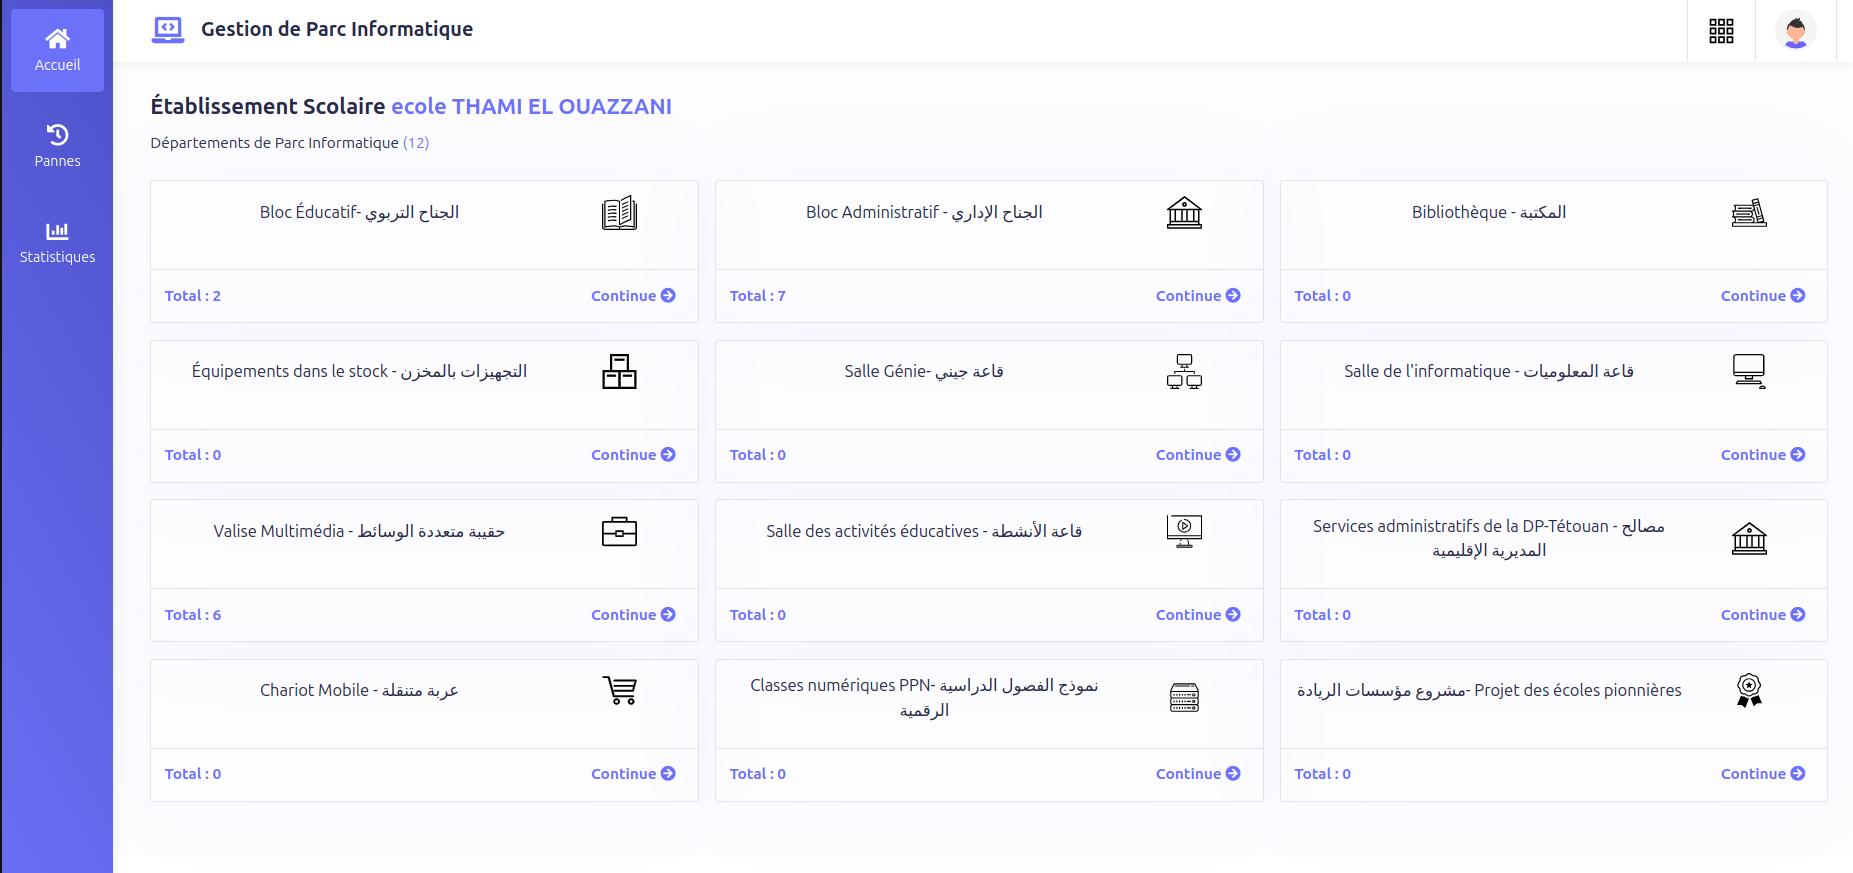 Accueil
Pannes
Statistiques
Gestion de Parc Informatique
Établissement Scolaire ecole THAMI EL OUAZZANI
Départements de Parc Informatique (12)
Bloc Éducatif- الجناح التربوي
Total : 2
Continue
Bloc Administratif - الجناح الإداري
Total : 7
Continue
Bibliothèque - المكتبة
Total : 0
Continue
Équipements dans le stock - التجهيزات بالمخزن
Total : 0
Continue
Salle Génie- قاعة جيني
Total : 0
Continue
Salle de l'informatique - قاعة المعلوميات
Total : 0
Continue
Valise Multimédia - حقيبة متعددة الوسائط
Total : 6
Continue
Salle des activités éducatives - قاعة الأنشطة
Total : 0
Continue
Services administratifs de la DP-Tétouan - مصالح
المديرية الإقليمية
Total : 0
Continue
Chariot Mobile - عربة متنقلة
Total : 0
Continue
Classes numériques PPN- نموذج الفصول الدراسية
الرقمية
Total : 0
Continue
مشروع مؤسسات الريادة- Projet des écoles pionnières
Total : 0
Continue